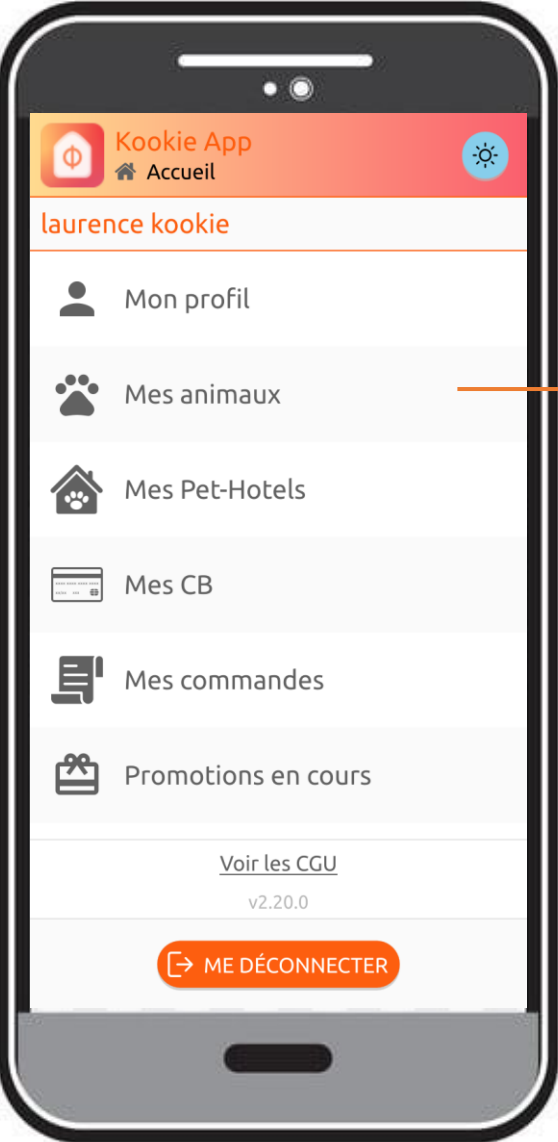 Kookie App
Accueil
laurence kookie
Mon profil
Mes animaux
Mes Pet-Hotels
Mes CB
Mes commandes
Promotions en cours
Voir les CGU
v2.20.0
ME DÉCONNECTER